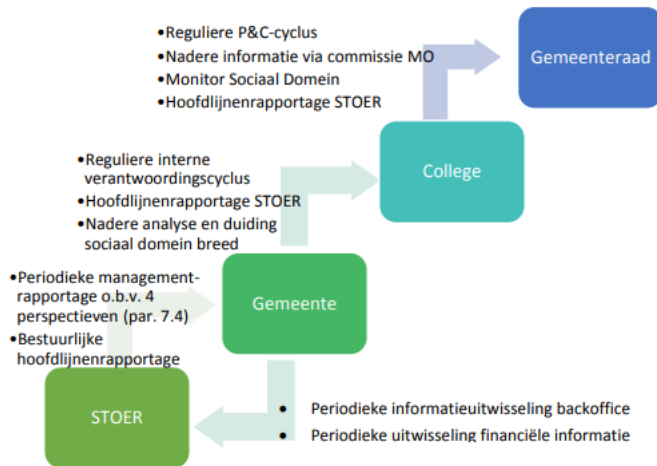 •Reguliere P&C-cyclus
•Nadere informatie via commissie MO
•Monitor Sociaal Domein
•Hoofdlijnenrapportage STOER
Gemeenteraad
•Reguliere interne
verantwoordingscyclus
•Hoofdlijnenrapportage STOER
•Nadere analyse en duiding
sociaal domein breed
College
•Periodieke management-
rapportage o.b.v. 4
perspectieven (par. 7.4)
•Bestuurlijke
hoofdlijnenrapportage
Gemeente
STOER
• Periodieke informatieuitwisseling backoffice
• Periodieke uitwisseling financiële informatie